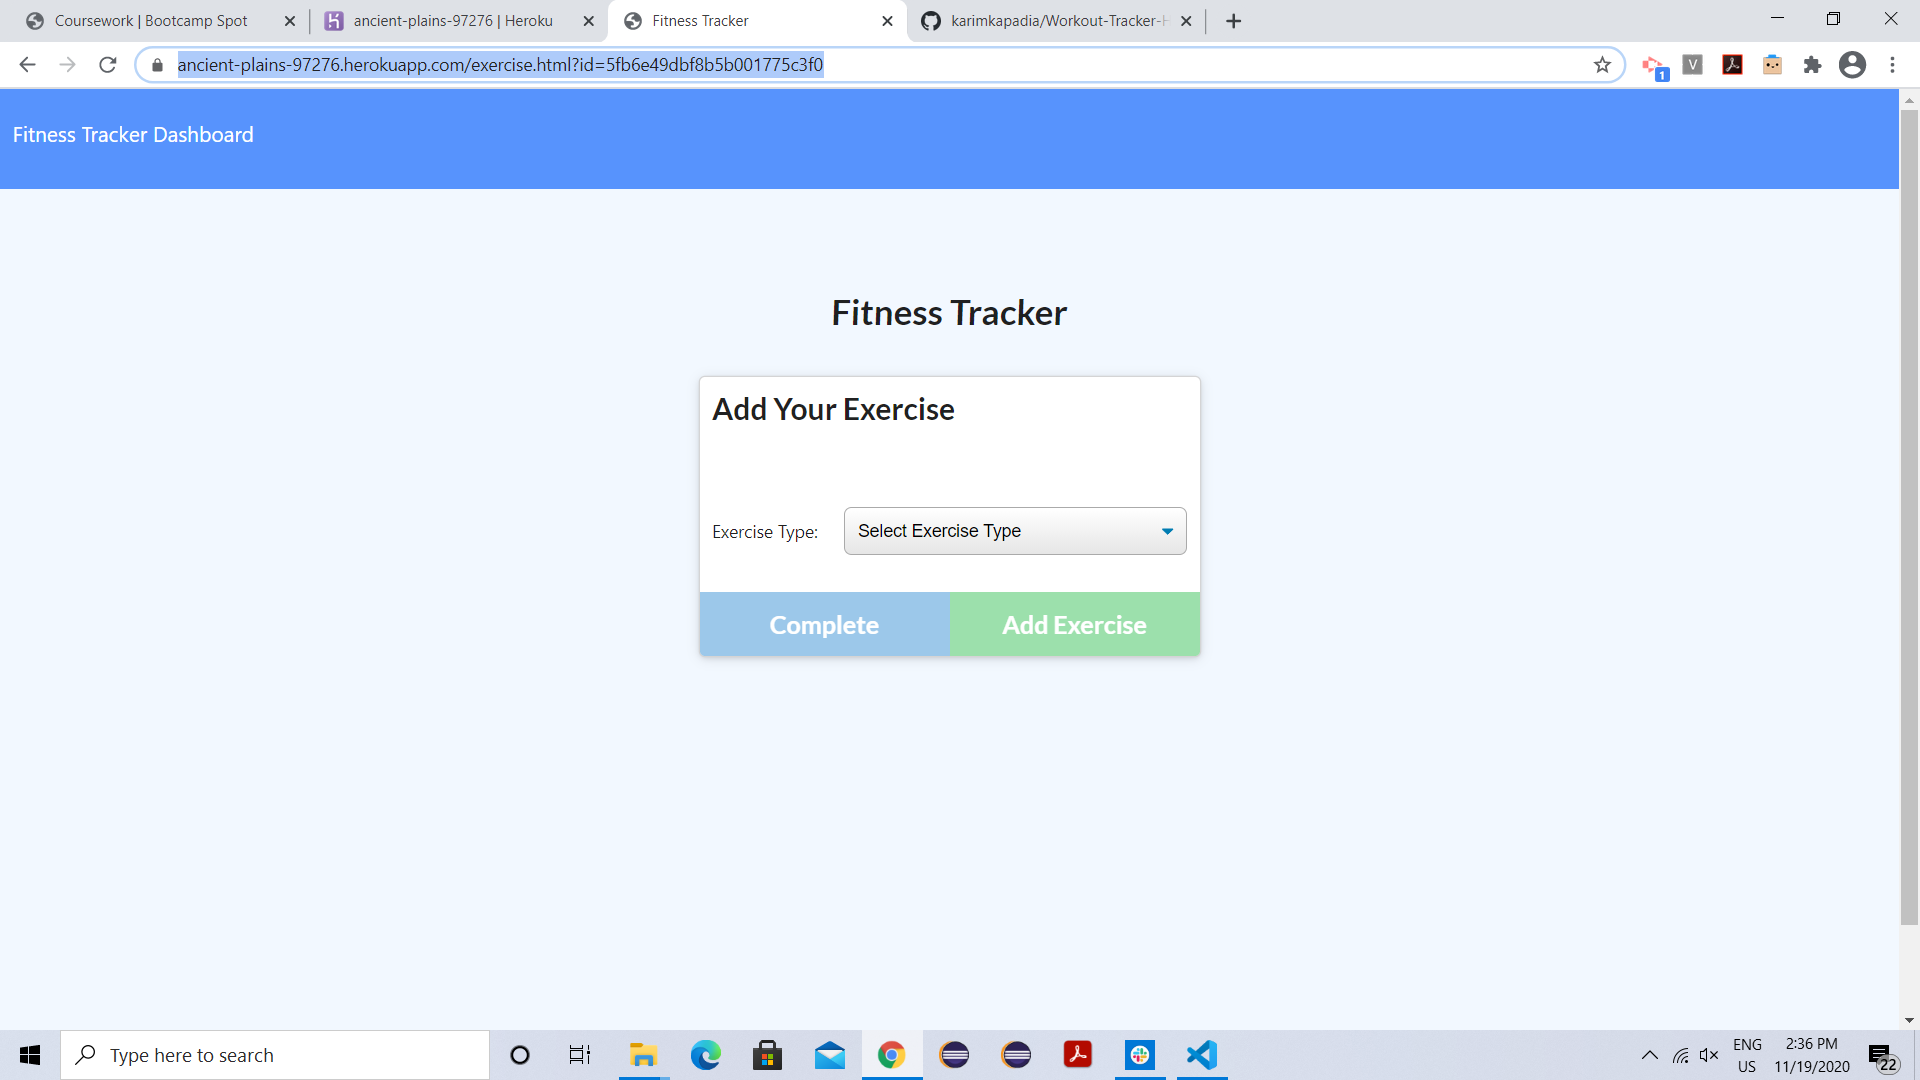 Coursework | Bootcamp Spot
ancient-plains-97276 | Heroku
Fitness Tracker
karimkapadia/Workout-Tracker-H
ancient-plains-97276.herokuapp.com/exercise.html?id=5fb6e49dbf8b5b001775c3f0
1
V
Fitness Tracker Dashboard
Fitness Tracker
Add Your Exercise
Exercise Type:
Select Exercise Type
Complete
Add Exercise
Type here to search
ENG
US
2:36 PM
11/19/2020
22